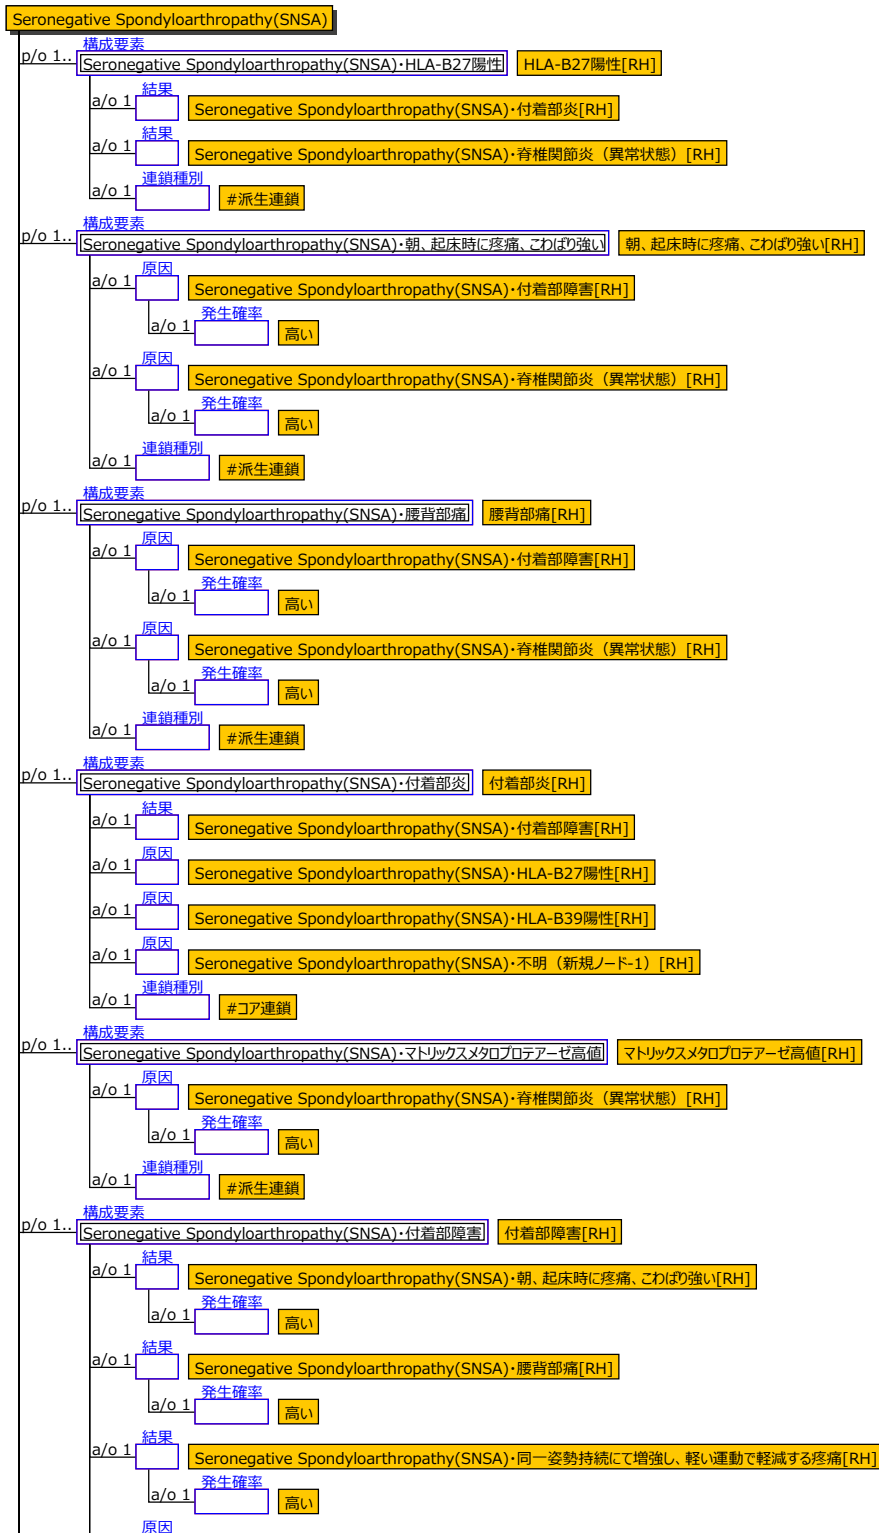 Seronegative Spondyloarthropathy(SNSA)
構成要素
p/o 1.. Seronegative Spondyloarthropathy(SNSA)・HLA-B27陽性 HLA-B27陽性[RH]
結果
a/o 1 Seronegative Spondyloarthropathy(SNSA)・付着部炎[RH]
結果
a/o 1 Seronegative Spondyloarthropathy(SNSA)・脊椎関節炎（異常状態）[RH]
連鎖種別
a/o 1 #派生連鎖
構成要素
p/o 1.. Seronegative Spondyloarthropathy(SNSA)・朝、起床時に疼痛、こわばり強い 朝、起床時に疼痛、こわばり強い[RH]
原因
a/o 1 Seronegative Spondyloarthropathy(SNSA)・付着部障害[RH]
発生確率
a/o 1 高い
原因
a/o 1 Seronegative Spondyloarthropathy(SNSA)・脊椎関節炎（異常状態）[RH]
発生確率
a/o 1 高い
連鎖種別
a/o 1 #派生連鎖
構成要素
p/o 1.. Seronegative Spondyloarthropathy(SNSA)・腰背部痛 腰背部痛[RH]
原因
a/o 1 Seronegative Spondyloarthropathy(SNSA)・付着部障害[RH]
発生確率
a/o 1 高い
原因
a/o 1 Seronegative Spondyloarthropathy(SNSA)・脊椎関節炎（異常状態）[RH]
発生確率
a/o 1 高い
連鎖種別
a/o 1 #派生連鎖
構成要素
p/o 1.. Seronegative Spondyloarthropathy(SNSA)・付着部炎 付着部炎[RH]
結果
a/o 1 Seronegative Spondyloarthropathy(SNSA)・付着部障害[RH]
原因
a/o 1 Seronegative Spondyloarthropathy(SNSA)・HLA-B27陽性[RH]
原因
a/o 1 Seronegative Spondyloarthropathy(SNSA)・HLA-B39陽性[RH]
原因
a/o 1 Seronegative Spondyloarthropathy(SNSA)・不明（新規ノード-1）[RH]
連鎖種別
a/o 1 #コア連鎖
構成要素
p/o 1.. Seronegative Spondyloarthropathy(SNSA)・マトリックスメタロプロテアーゼ高値 マトリックスメタロプロテアーゼ高値[RH]
原因
a/o 1 Seronegative Spondyloarthropathy(SNSA)・脊椎関節炎（異常状態）[RH]
発生確率
a/o 1 高い
連鎖種別
a/o 1 #派生連鎖
構成要素
p/o 1.. Seronegative Spondyloarthropathy(SNSA)・付着部障害 付着部障害[RH]
結果
a/o 1 Seronegative Spondyloarthropathy(SNSA)・朝、起床時に疼痛、こわばり強い[RH]
発生確率
a/o 1 高い
結果
a/o 1 Seronegative Spondyloarthropathy(SNSA)・腰背部痛[RH]
発生確率
a/o 1 高い
結果
a/o 1 Seronegative Spondyloarthropathy(SNSA)・同一姿勢持続にて増強し、軽い運動で軽減する疼痛[RH]
発生確率
a/o 1 高い
原因